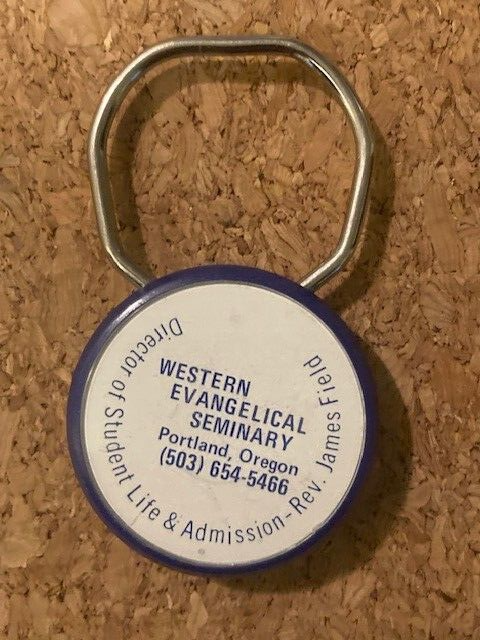 WESTERN
EVANGELICAL
SEMINARY
Portland, Oregon
(503) 654-5466
Director of Student Life & Admission-Rev. James Field